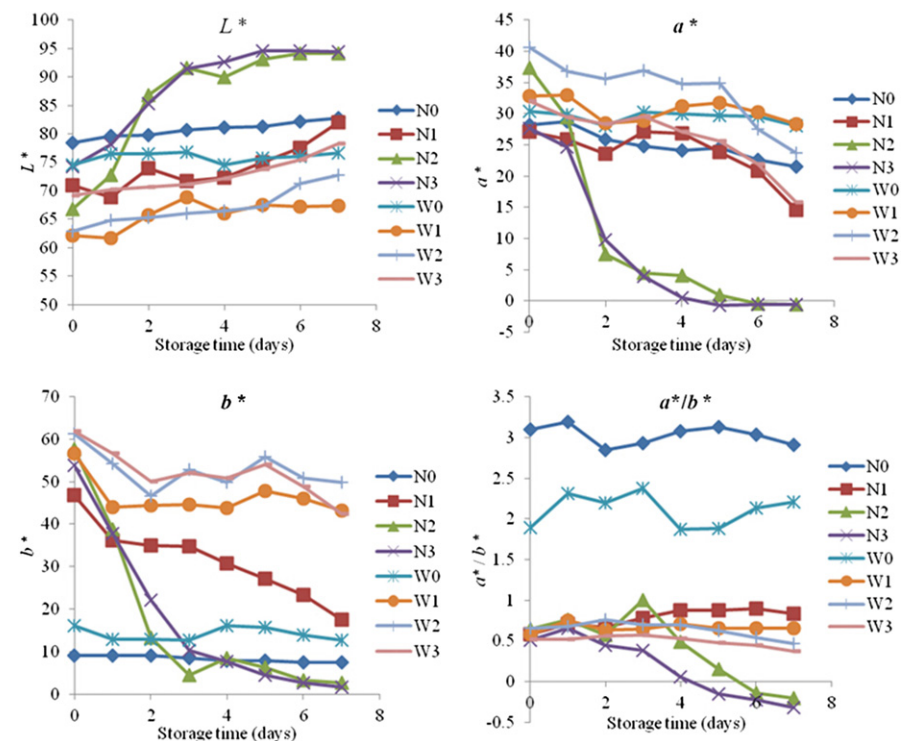 L*
100
95
90
85
80
75
70
65
60
55
50
L*
0 2 4 6 8
Storage time (days)
N0
N1
N2
N3
W0
W1
W2
W3
a*
45
40
35
30
25
20
15
10
5
0
-5
a*
0 2 4 6 8
Storage time (days)
N0
N1
N2
N3
W0
W1
W2
W3
b*
70
60
50
40
30
20
10
0
b*
0 2 4 6 8
Storage time (days)
N0
N1
N2
N3
W0
W1
W2
W3
a*/b*
3.5
3
2.5
2
1.5
1
0.5
0
-0.5
a* / b*
0 2 4 6 8
Storage time (days)
N0
N1
N2
N3
W0
W1
W2
W3